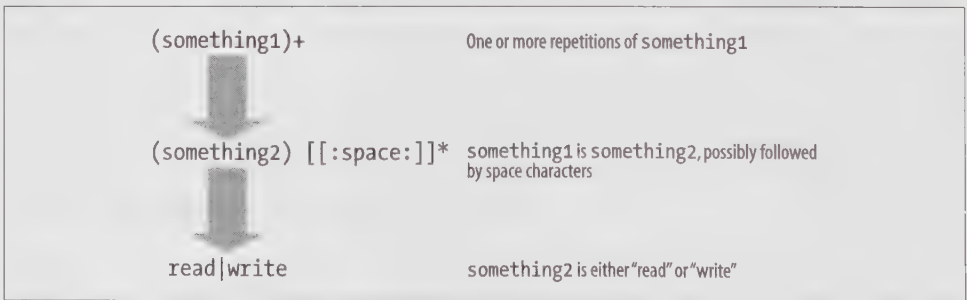 (something1)+ One or more repetitions of something1
(something2) [[:space:]]* something1 is something2, possibly followed
by space characters
read|write something2 is either "read" or "write"